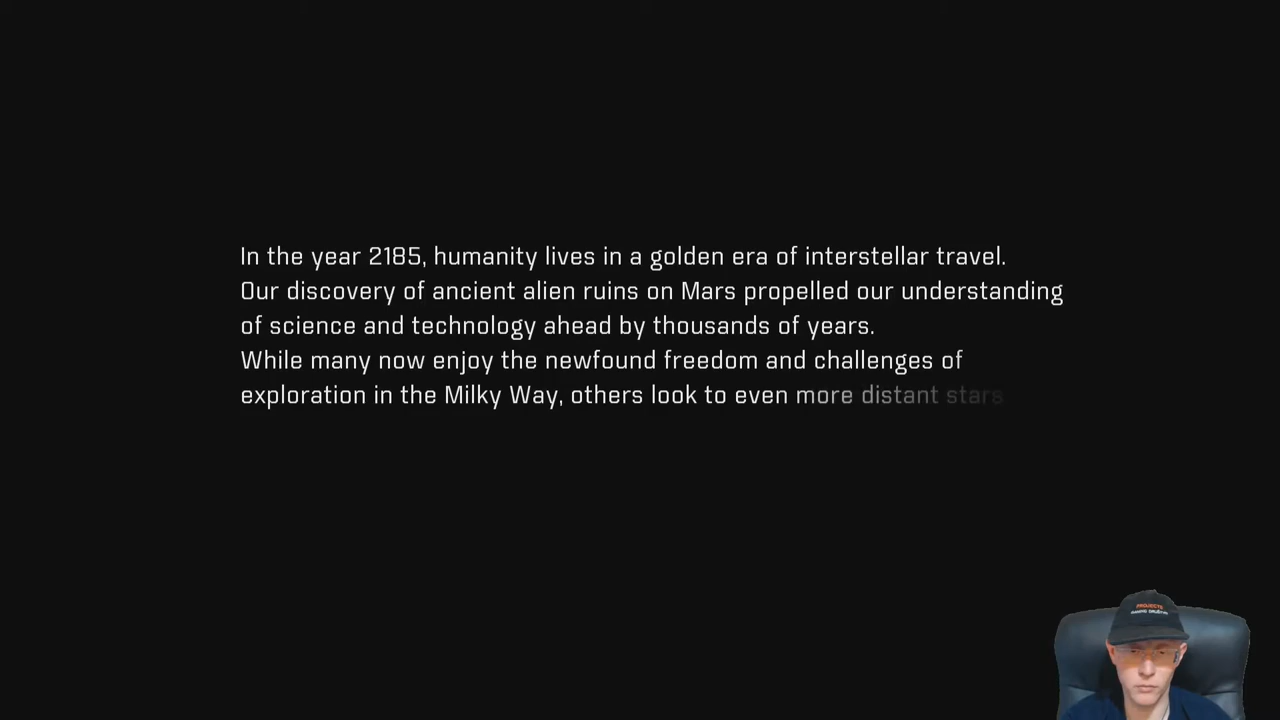 In the year 2185, humanity lives in a golden era of interstellar travel.
Our discovery of ancient alien ruins on Mars propelled our understanding
of science and technology ahead by thousands of years.
While many now enjoy the newfound freedom and challenges of
exploration in the Milky Way, others look to even more distant stars
PROJECTS